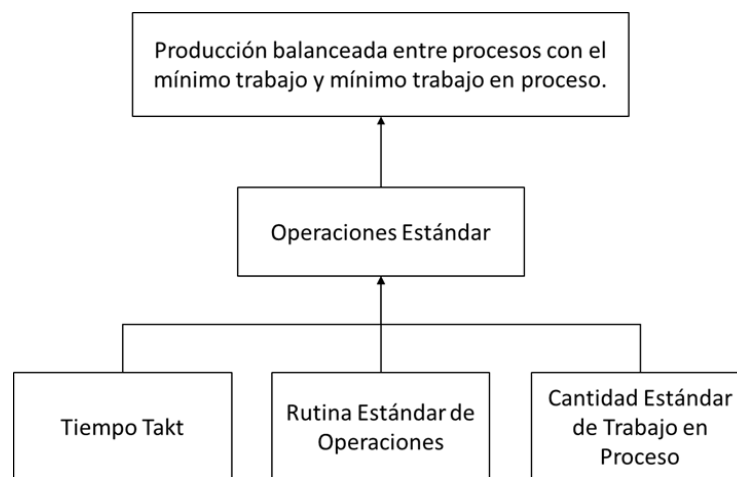 Producción balanceada entre procesos con el
mínimo trabajo y mínimo trabajo en proceso.
Operaciones Estándar
Tiempo Takt
Rutina Estándar de
Operaciones
Cantidad Estándar
de Trabajo en
Proceso